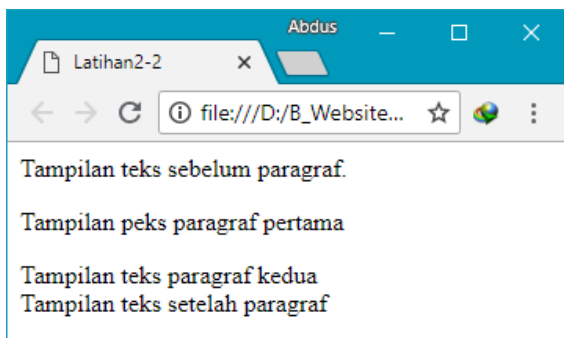 Abdus
Latihan2-2
file:///D:/B_Website...
Tampilan teks sebelum paragraf.
Tampilan peks paragraf pertama
Tampilan teks paragraf kedua
Tampilan teks setelah paragraf